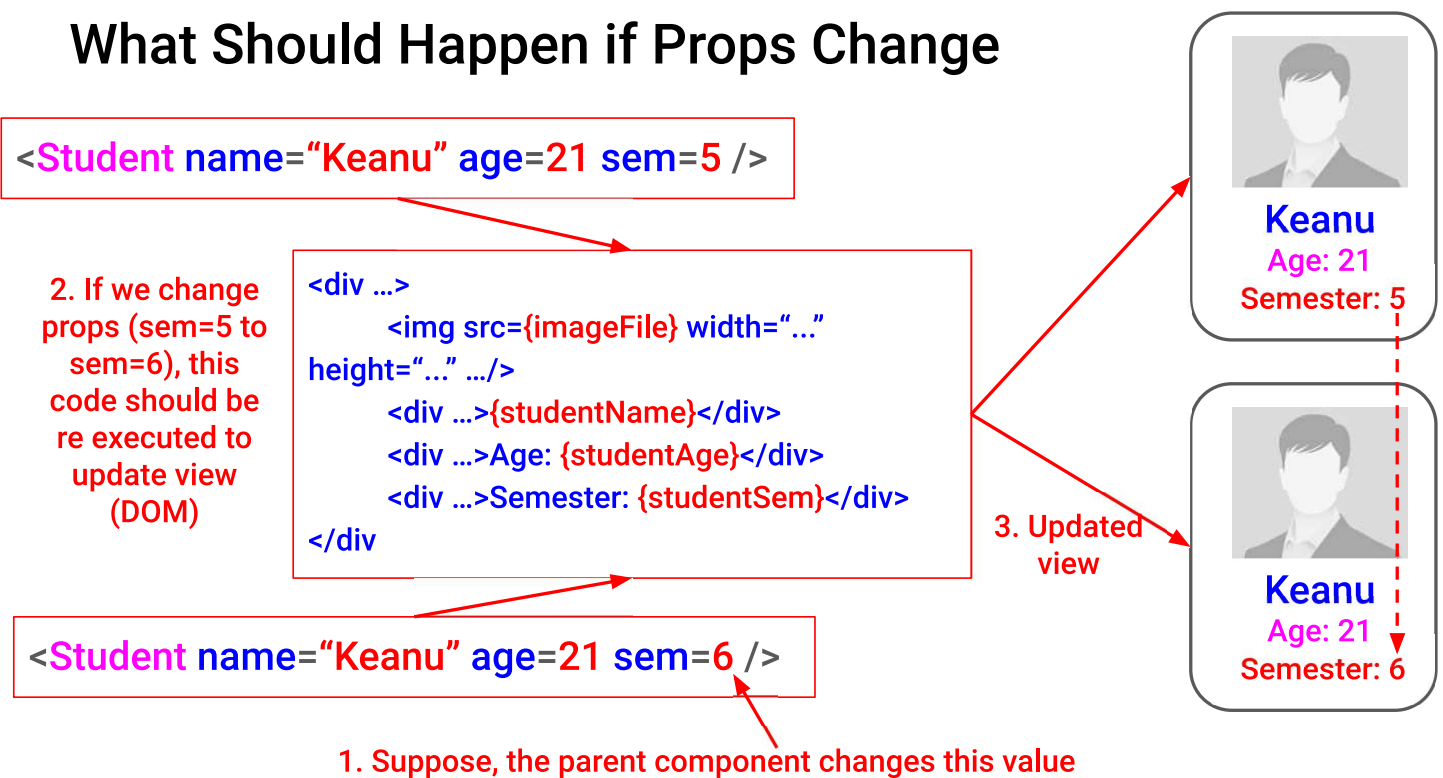 What Should Happen if Props Change
<Student name=“Keanu” age=21 sem=5 />
2. If we change
props (sem=5 to
sem=6), this
code should be
re executed to
update view
(DOM)
<div …>
<img src={imageFile} width=“...”
height=“...” …/>
<div …>{studentName}</div>
<div …>Age: {studentAge}</div>
<div …>Semester: {studentSem}</div>
</div
<Student name=“Keanu” age=21 sem=6 />
1. Suppose, the parent component changes this value
3. Updated
view
Keanu
Age: 21
Semester: 5
Keanu
Age: 21
Semester: 6